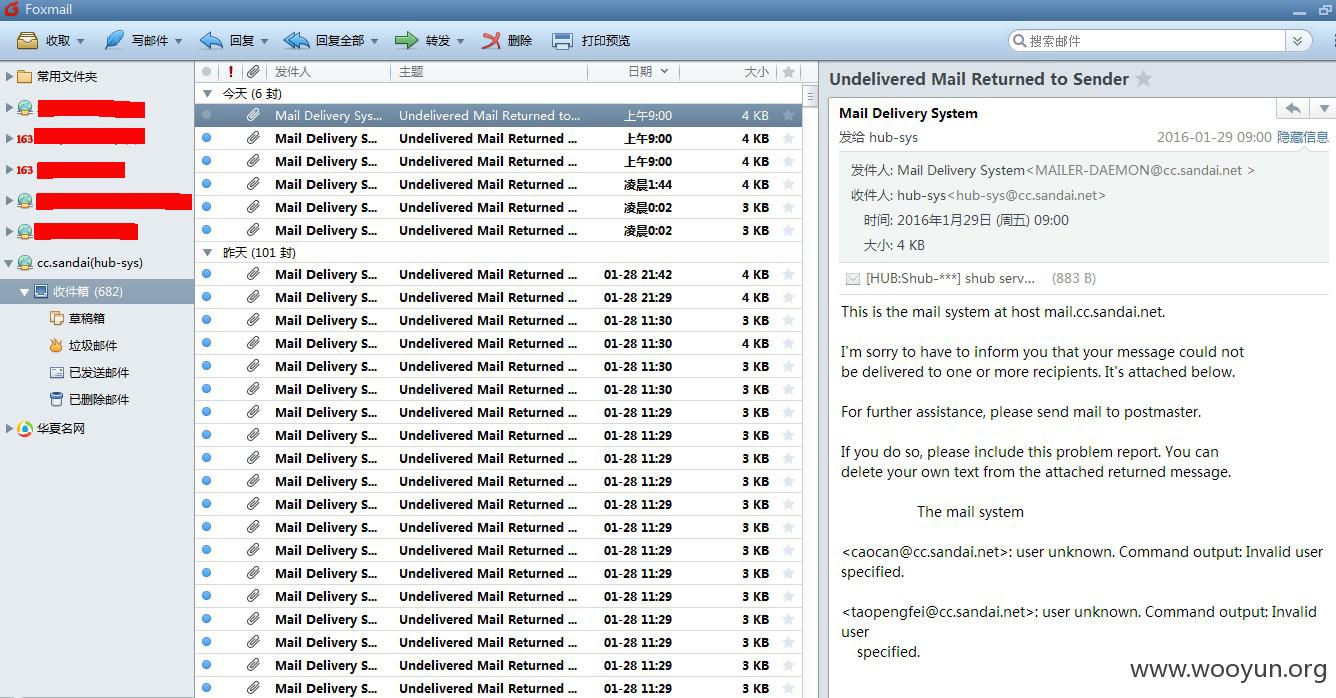 Foxmail
收取 写邮件 回复 回复全部 转发 删除 打印预览 搜索邮件
常用文件夹
163
163
cc.sandai(hub-sys)
收件箱 (682)
草稿箱
垃圾邮件
已发送邮件
已删除邮件
华夏名网
! 发件人 主题 日期 大小
今天 (6 封)
Mail Delivery Sys... Undelivered Mail Returned to... 上午9:00 4 KB
Mail Delivery S... Undelivered Mail Returned ... 上午9:00 4 KB
Mail Delivery S... Undelivered Mail Returned ... 上午9:00 4 KB
Mail Delivery S... Undelivered Mail Returned ... 凌晨1:44 4 KB
Mail Delivery S... Undelivered Mail Returned ... 凌晨0:02 3 KB
Mail Delivery S... Undelivered Mail Returned ... 凌晨0:02 3 KB
昨天 (101 封)
Mail Delivery S... Undelivered Mail Returned ... 01-28 21:42 4 KB
Mail Delivery S... Undelivered Mail Returned ... 01-28 21:29 4 KB
Mail Delivery S... Undelivered Mail Returned ... 01-28 11:30 4 KB
Mail Delivery S... Undelivered Mail Returned ... 01-28 11:30 4 KB
Mail Delivery S... Undelivered Mail Returned ... 01-28 11:30 3 KB
Mail Delivery S... Undelivered Mail Returned ... 01-28 11:30 3 KB
Mail Delivery S... Undelivered Mail Returned ... 01-28 11:29 3 KB
Mail Delivery S... Undelivered Mail Returned ... 01-28 11:29 3 KB
Mail Delivery S... Undelivered Mail Returned ... 01-28 11:29 3 KB
Mail Delivery S... Undelivered Mail Returned ... 01-28 11:29 3 KB
Mail Delivery S... Undelivered Mail Returned ... 01-28 11:29 3 KB
Mail Delivery S... Undelivered Mail Returned ... 01-28 11:29 3 KB
Mail Delivery S... Undelivered Mail Returned ... 01-28 11:29 3 KB
Mail Delivery S... Undelivered Mail Returned ... 01-28 11:29 3 KB
Mail Delivery S... Undelivered Mail Returned ... 01-28 11:29 3 KB
Mail Delivery S... Undelivered Mail Returned ... 01-28 11:29 3 KB
Mail Delivery S... Undelivered Mail Returned ... 01-28 11:29 3 KB
Mail Delivery S... Undelivered Mail Returned ... 01-28 11:29 3 KB
Mail Delivery S... Undelivered Mail Returned ... 01-28 11:29 3 KB
Undelivered Mail Returned to Sender
Mail Delivery System
发给 hub-sys 2016-01-29 09:00 隐藏信息
发件人: Mail Delivery System<MAILER-DAEMON@cc.sandai.net >
收件人: hub-sys<hub-sys@cc.sandai.net>
时间: 2016年1月29日 (周五) 09:00
大小: 4 KB
[HUB:Shub-***] shub serv... (883 B)
This is the mail system at host mail.cc.sandai.net.
I'm sorry to have to inform you that your message could not
be delivered to one or more recipients. It's attached below.
For further assistance, please send mail to postmaster.
If you do so, please include this problem report. You can
delete your own text from the attached returned message.
The mail system
<caocan@cc.sandai.net>: user unknown. Command output: Invalid user
specified.
<taopengfei@cc.sandai.net>: user unknown. Command output: Invalid
user
specified.
www.wooyun.org